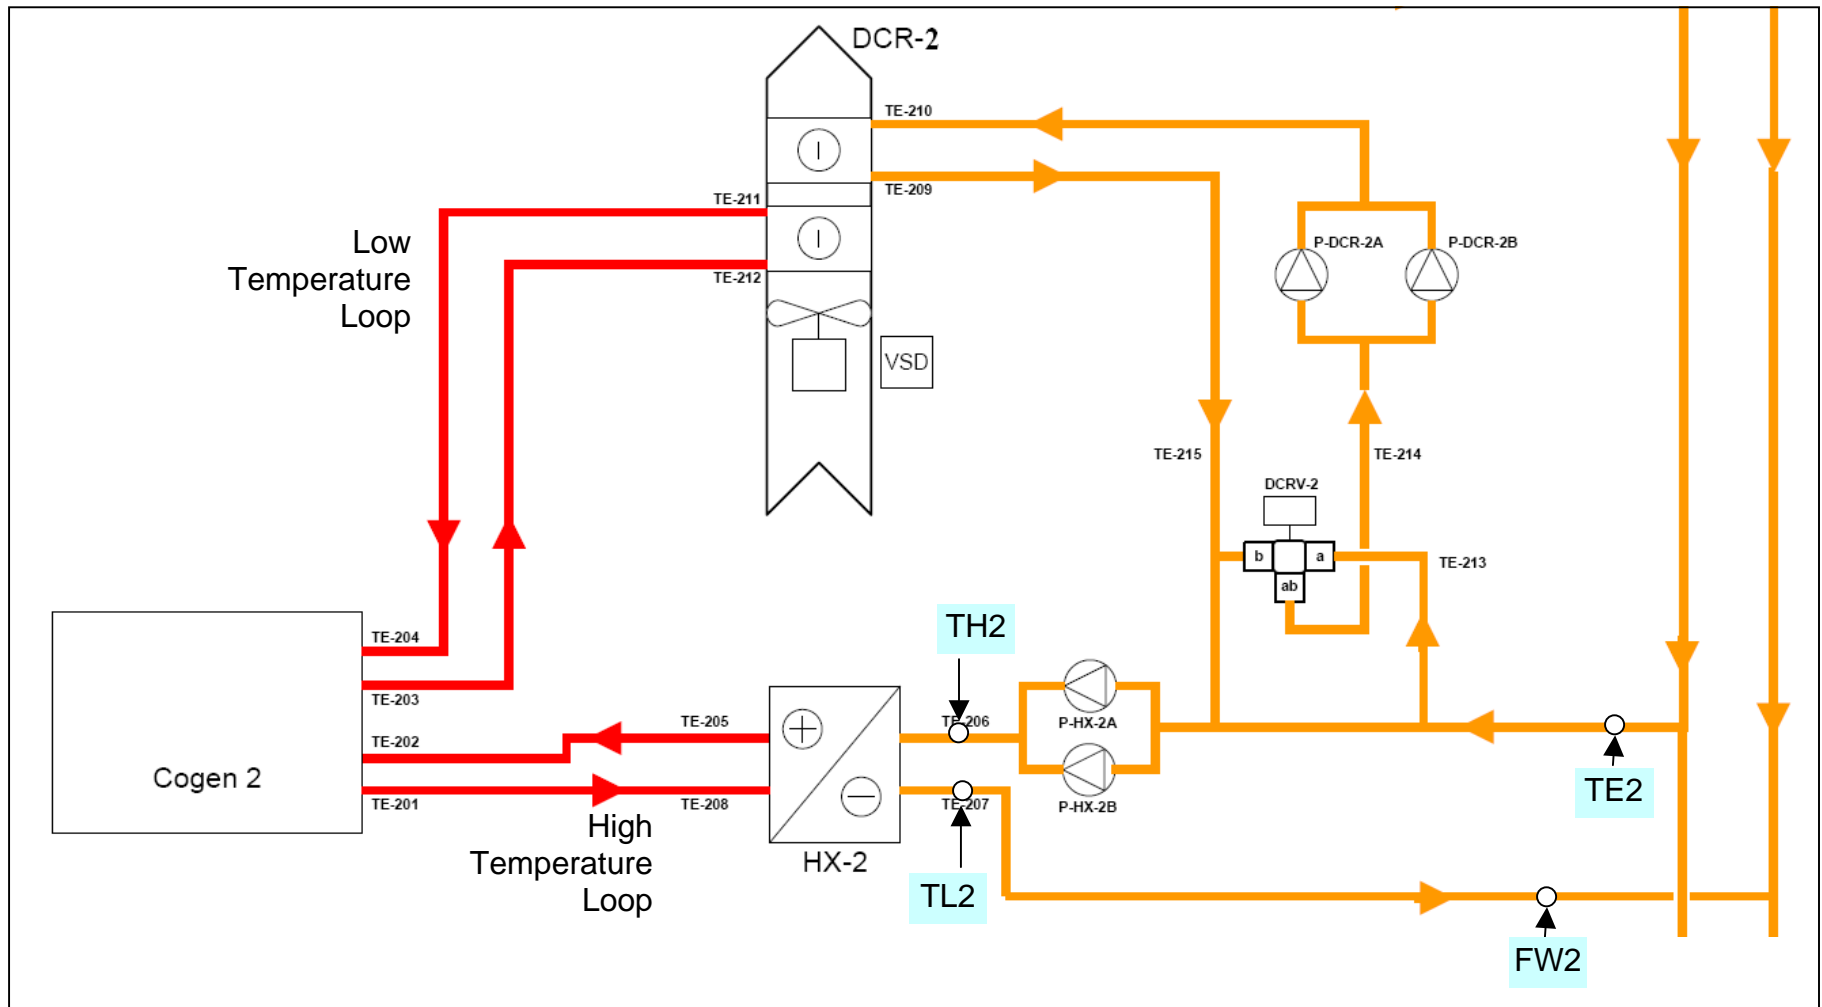 DCR-2
TE-210
TE-209
TE-211
TE-212
Low
Temperature
Loop
P-DCR-2A
P-DCR-2B
VSD
TE-215
TE-214
DCRV-2
b
a
ab
TE-213
TE-204
TE-203
TH2
TE-205
TE-206
P-HX-2A
TE-202
Cogen 2
TE-201
TE-208
TE-207
P-HX-2B
TE2
High
Temperature
Loop
HX-2
TL2
FW2